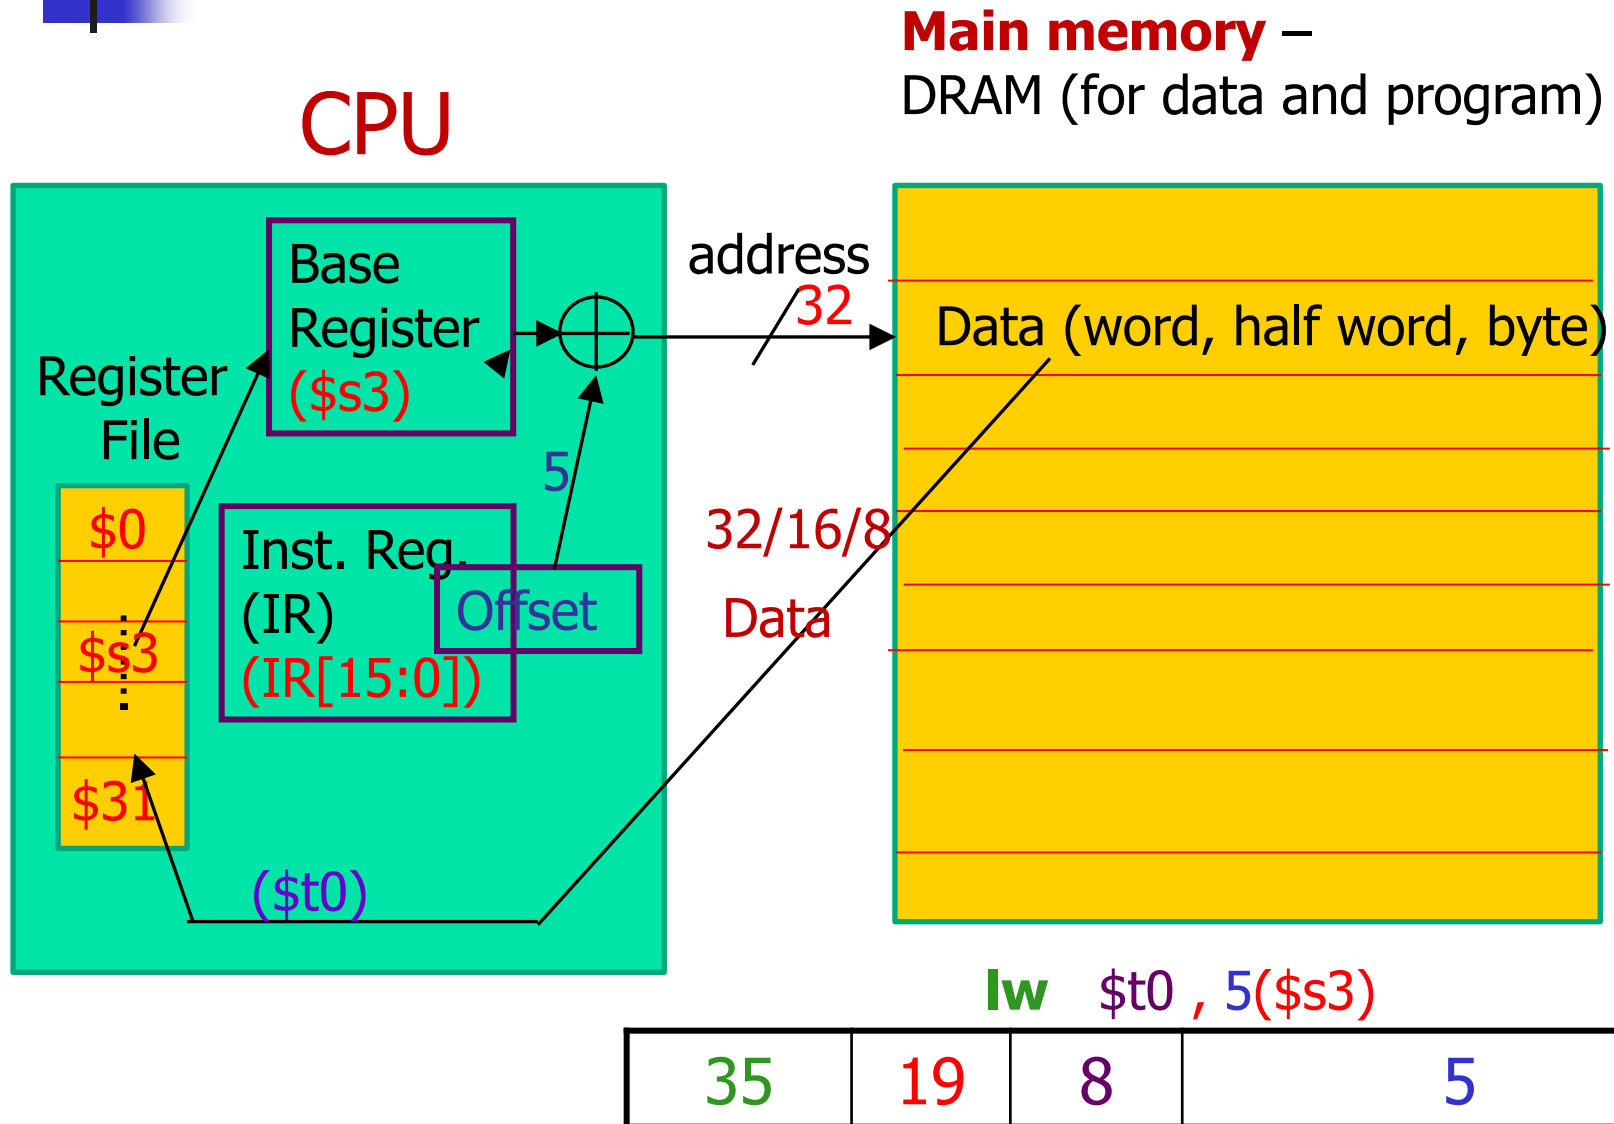 Main memory –
DRAM (for data and program)
CPU
Base
Register
($s3)
address
32
Data (word, half word, byte)
Register
File
5
$0
$s3
$31
Inst. Reg.
(IR)
(IR[15:0])
Offset
32/16/8
Data
($t0)
lw $t0 , 5($s3)
35 19 8 5